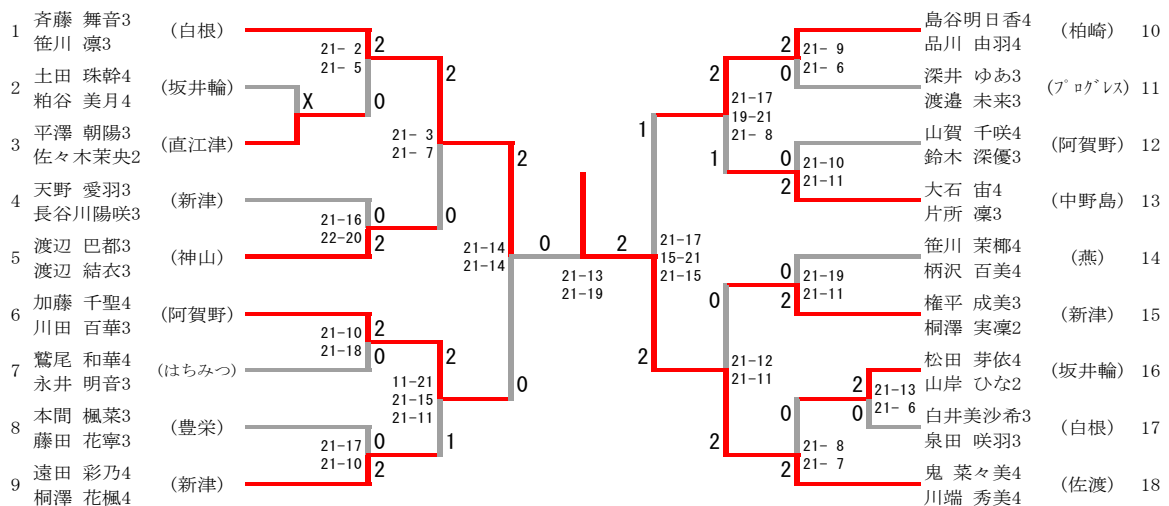 1 斉藤 舞音3 (白根)
笹川 凛3
2 土田 珠幹4 (坂井輪)
粕谷 美月4
3 平澤 朝陽3 (直江津)
佐々木茉央2
4 天野 愛羽3 (新津)
長谷川陽咲3
5 渡辺 巴都3 (神山)
渡辺 結衣3
6 加藤 千聖4 (阿賀野)
川田 百華3
7 鷲尾 和華4 (はちみつ)
永井 明音3
8 本間 楓菜3 (豊栄)
藤田 花寧3
9 遠田 彩乃4 (新津)
桐澤 花楓4
21- 2 2
21- 5
X 0
2
21- 3
21- 7
21-16 0
22-20
2
0
2
21-14
21-14
21-10 2
21-18
0
2
11-21
21-15
21-11
21-17 0
21-10
2
1
0
0
21-13
21-19
2
島谷明日香4 (柏崎) 10
品川 由羽4
深井 ゆあ3 (プログレス) 11
渡邉 未来3
山賀 千咲4 (阿賀野) 12
鈴木 深優3
大石 宙4 (中野島) 13
片所 凛3
笹川 茉椰4 (燕) 14
柄沢 百美4
権平 成美3 (新津) 15
桐澤 実凜2
松田 芽依4 (坂井輪) 16
山岸 ひな2
白井美沙希3 (白根) 17
泉田 咲羽3
鬼 菜々美4 (佐渡) 18
川端 秀美4
2 21- 9
0 21- 6
2
21-17
19-21
21- 8
1
0 21-10
2 21-11
1
21-17
15-21
21-15
2
0 21-19
2 21-11
0
21-12
21-11
2
2 21-13
0 21- 6
0
21- 8
21- 7
2